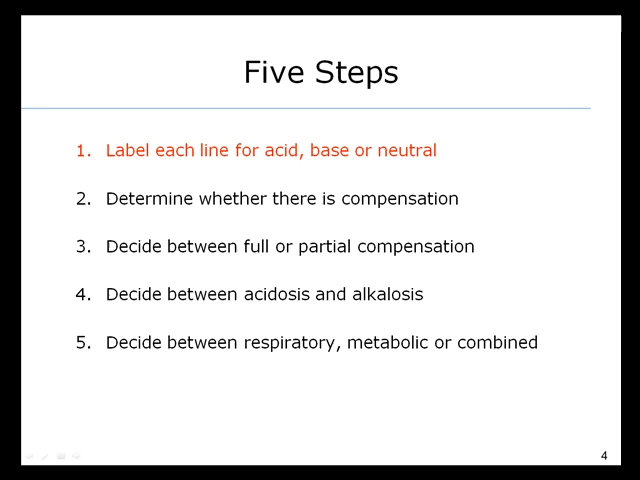 Five Steps
1. Label each line for acid, base or neutral
2. Determine whether there is compensation
3. Decide between full or partial compensation
4. Decide between acidosis and alkalosis
5. Decide between respiratory, metabolic or combined
4